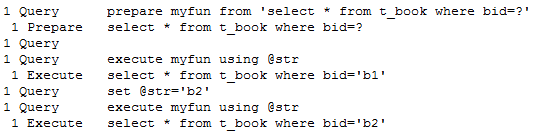 1 Query prepare myfun from 'select * from t_book where bid=?'
1 Prepare select * from t_book where bid=?
1 Query
1 Query execute myfun using @str
1 Execute select * from t_book where bid='b1'
1 Query set @str='b2'
1 Query execute myfun using @str
1 Execute select * from t_book where bid='b2'